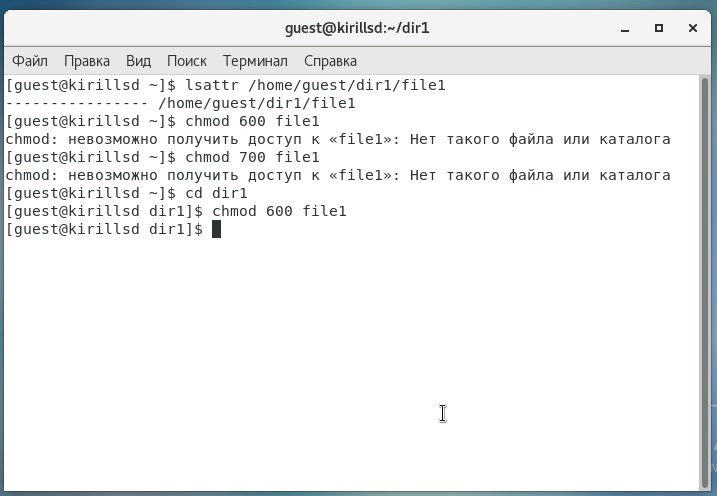 guest@kirillsd:~/dir1
Файл Правка Вид Поиск Терминал Справка
[guest@kirillsd ~]$ lsattr /home/guest/dir1/file1
---------------- /home/guest/dir1/file1
[guest@kirillsd ~]$ chmod 600 file1
chmod: невозможно получить доступ к «file1»: Нет такого файла или каталога
[guest@kirillsd ~]$ chmod 700 file1
chmod: невозможно получить доступ к «file1»: Нет такого файла или каталога
[guest@kirillsd ~]$ cd dir1
[guest@kirillsd dir1]$ chmod 600 file1
[guest@kirillsd dir1]$